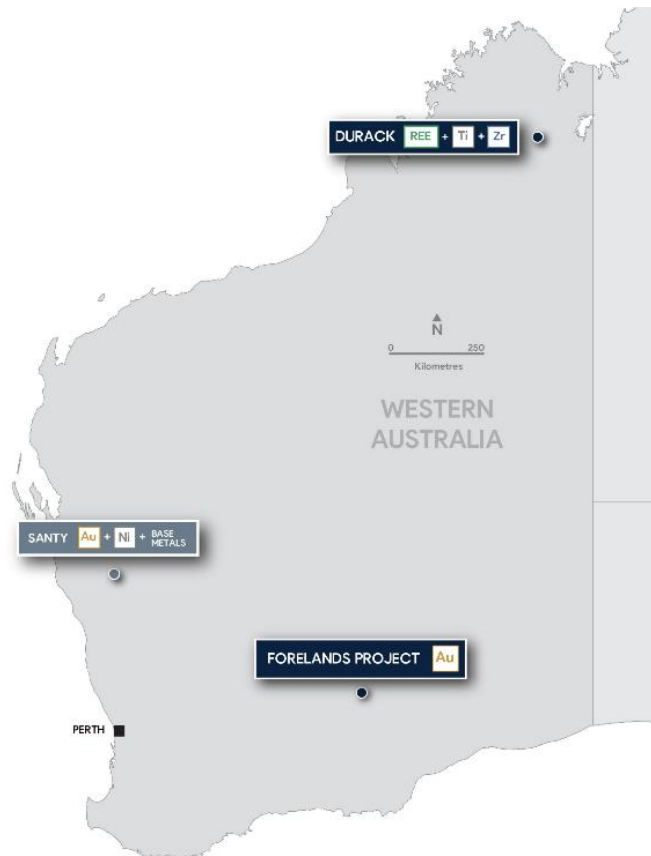 DURACK REE + Ti + Zr
N
0 250
Kilometres
WESTERN
AUSTRALIA
SANTY Au + Ni + BASE
METALS
FORELANDS PROJECT Au
PERTH